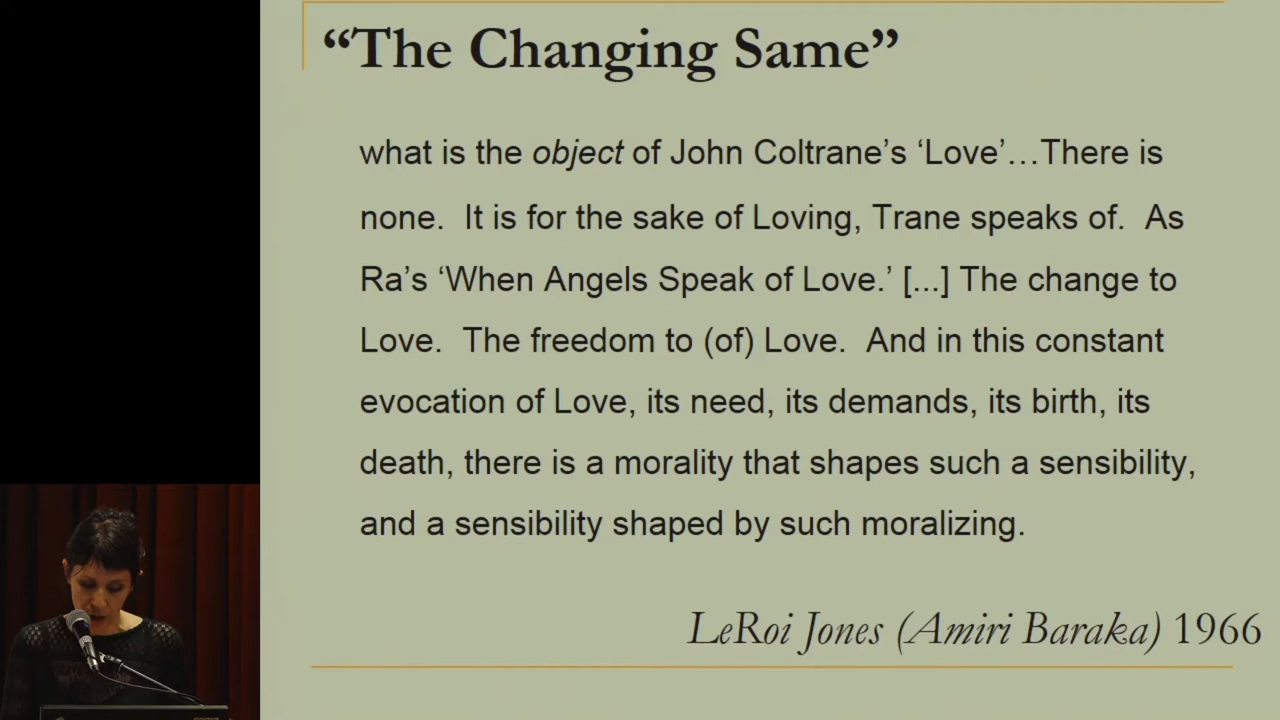 “The Changing Same”
what is the object of John Coltrane’s ‘Love’…There is
none.  It is for the sake of Loving, Trane speaks of.  As
Ra’s ‘When Angels Speak of Love.’ [...] The change to
Love.  The freedom to (of) Love.  And in this constant
evocation of Love, its need, its demands, its birth, its
death, there is a morality that shapes such a sensibility,
and a sensibility shaped by such moralizing.
LeRoi Jones (Amiri Baraka) 1966